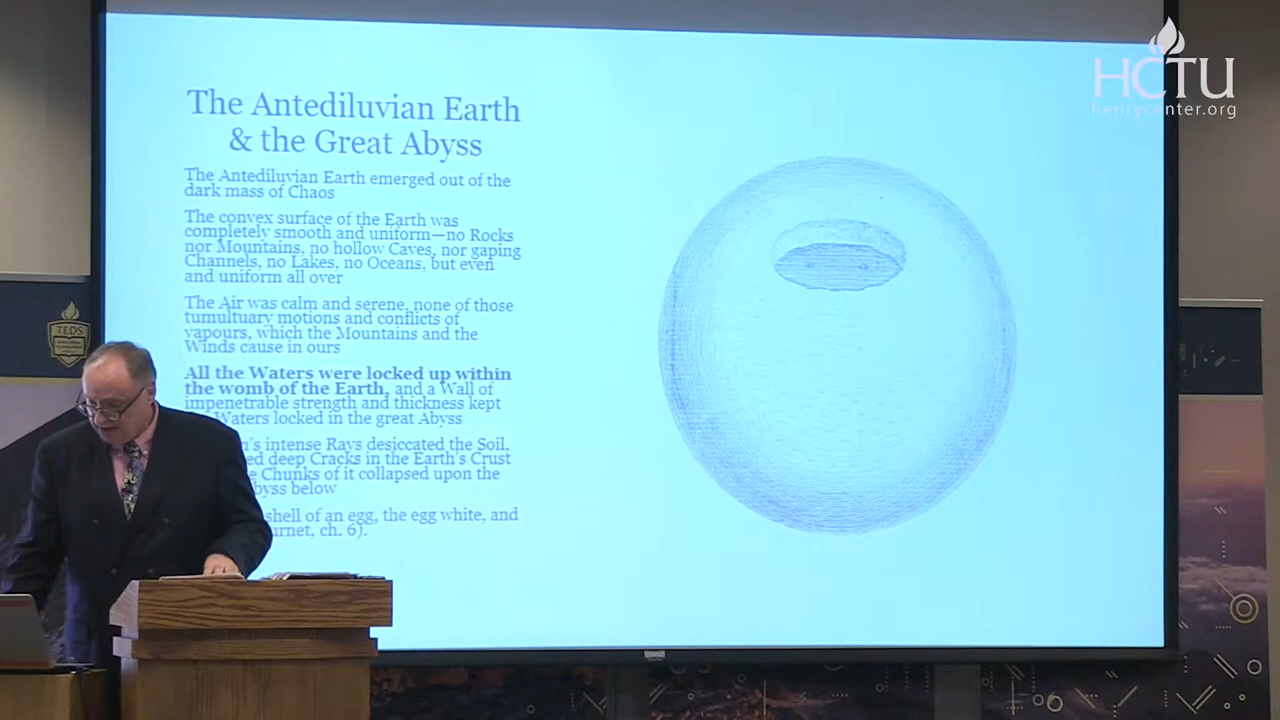 HCTU
henrycenter.org
The Antediluvian Earth
& the Great Abyss
The Antediluvian Earth emerged out of the
dark mass of Chaos
The convex surface of the Earth was
completely smooth and uniform—no Rocks
nor Mountains, no hollow Caves, nor gaping
Channels, no Lakes, no Oceans, but even
and uniform all over
The Air was calm and serene, none of those
tumultuary motions and conflicts of
vapours, which the Mountains and the
Winds cause in ours
All the Waters were locked up within
the womb of the Earth, and a Wall of
impenetrable strength and thickness kept
Waters locked in the great Abyss
intense Rays desiccated the Soil,
deep Cracks in the Earth's Crust
Chunks of it collapsed upon the
below
shell of an egg, the egg white, and
ch. 6).
TEDS